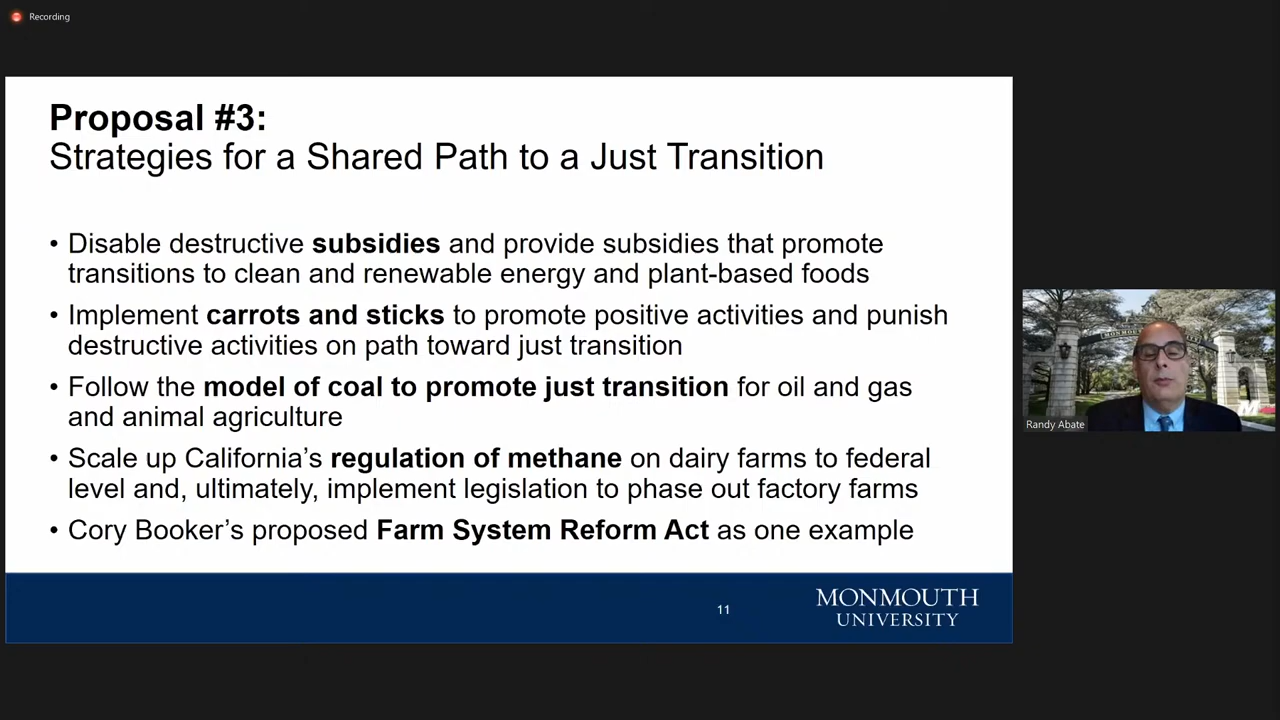 Recording
Proposal #3:
Strategies for a Shared Path to a Just Transition
• Disable destructive subsidies and provide subsidies that promote
transitions to clean and renewable energy and plant-based foods
• Implement carrots and sticks to promote positive activities and punish
destructive activities on path toward just transition
• Follow the model of coal to promote just transition for oil and gas
and animal agriculture
• Scale up California’s regulation of methane on dairy farms to federal
level and, ultimately, implement legislation to phase out factory farms
• Cory Booker’s proposed Farm System Reform Act as one example
11
MONMOUTH
UNIVERSITY
Randy Abate